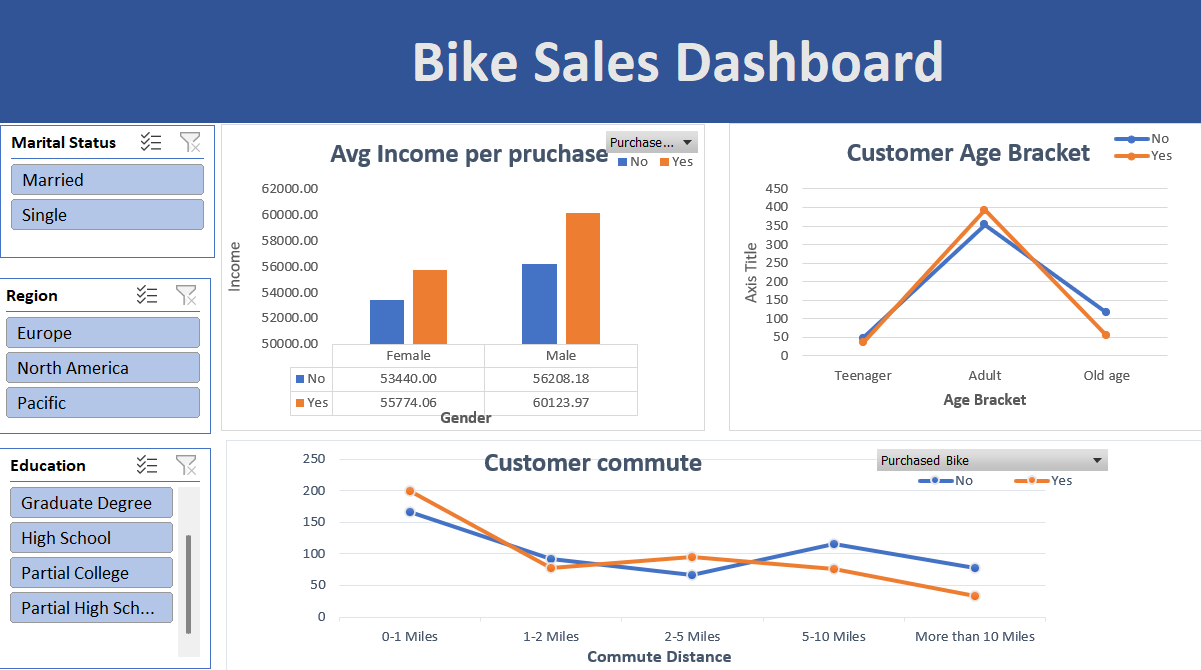 Bike Sales Dashboard
Marital Status
Married
Single
Region
Europe
North America
Pacific
Education
Graduate Degree
High School
Partial College
Partial High Sch...
Avg Income per pruchase
Purchase...
No Yes
62000.00
60000.00
58000.00
56000.00
54000.00
52000.00
50000.00
Income
Female Male
No 53440.00 56208.18
Yes 55774.06 60123.97
Gender
Customer Age Bracket
No
Yes
450
400
350
300
250
200
150
100
50
0
Axis Title
Teenager Adult Old age
Age Bracket
Customer commute
Purchased Bike
No Yes
250
200
150
100
50
0
0-1 Miles 1-2 Miles 2-5 Miles 5-10 Miles More than 10 Miles
Commute Distance